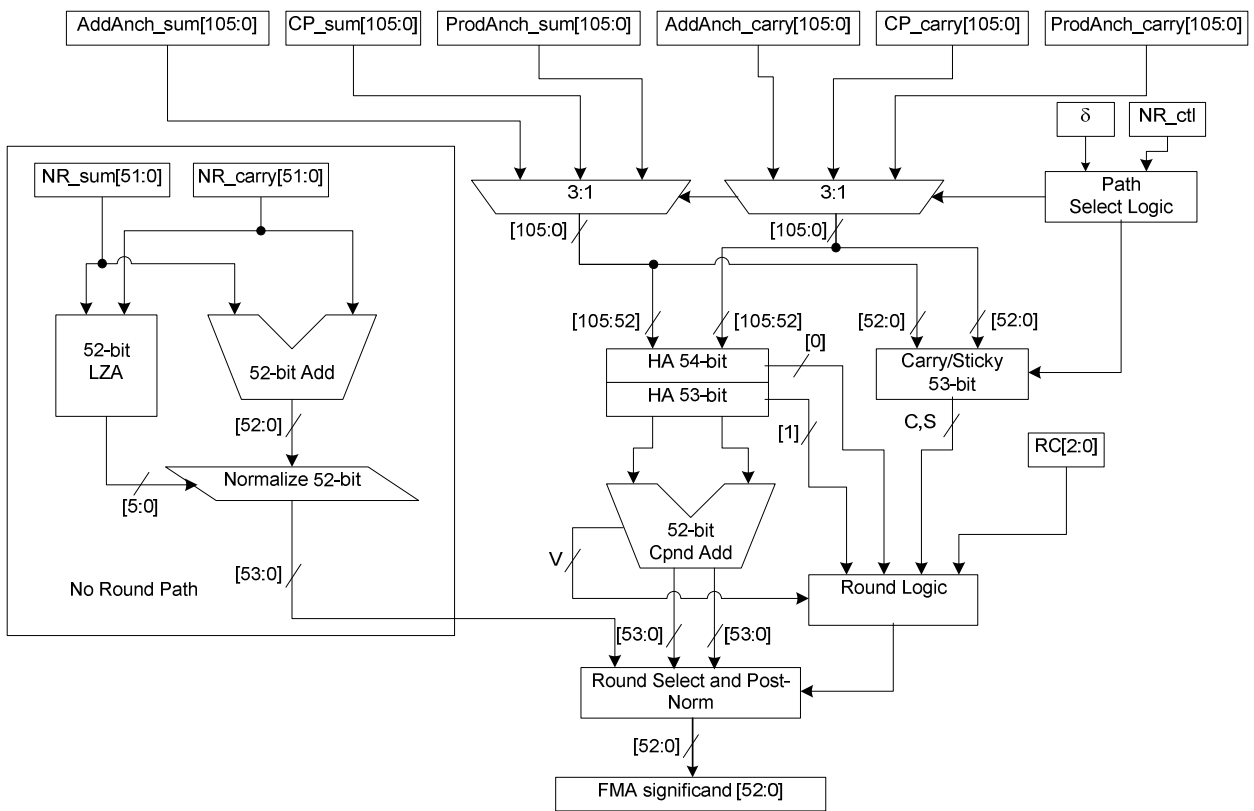 AddAnch_sum[105:0]
CP_sum[105:0]
ProdAnch_sum[105:0]
AddAnch_carry[105:0]
CP_carry[105:0]
ProdAnch_carry[105:0]
δ
NR_ctl
NR_sum[51:0]
NR_carry[51:0]
3:1
3:1
Path
Select Logic
[105:0]
[105:0]
[105:52]
[105:52]
[52:0]
[52:0]
52-bit
LZA
52-bit Add
HA 54-bit
[0]
Carry/Sticky
53-bit
HA 53-bit
[52:0]
[1]
C,S
RC[2:0]
Normalize 52-bit
[5:0]
52-bit
Cpnd Add
V
[53:0]
No Round Path
Round Logic
[53:0]
[53:0]
Round Select and Post-
Norm
[52:0]
FMA significand [52:0]